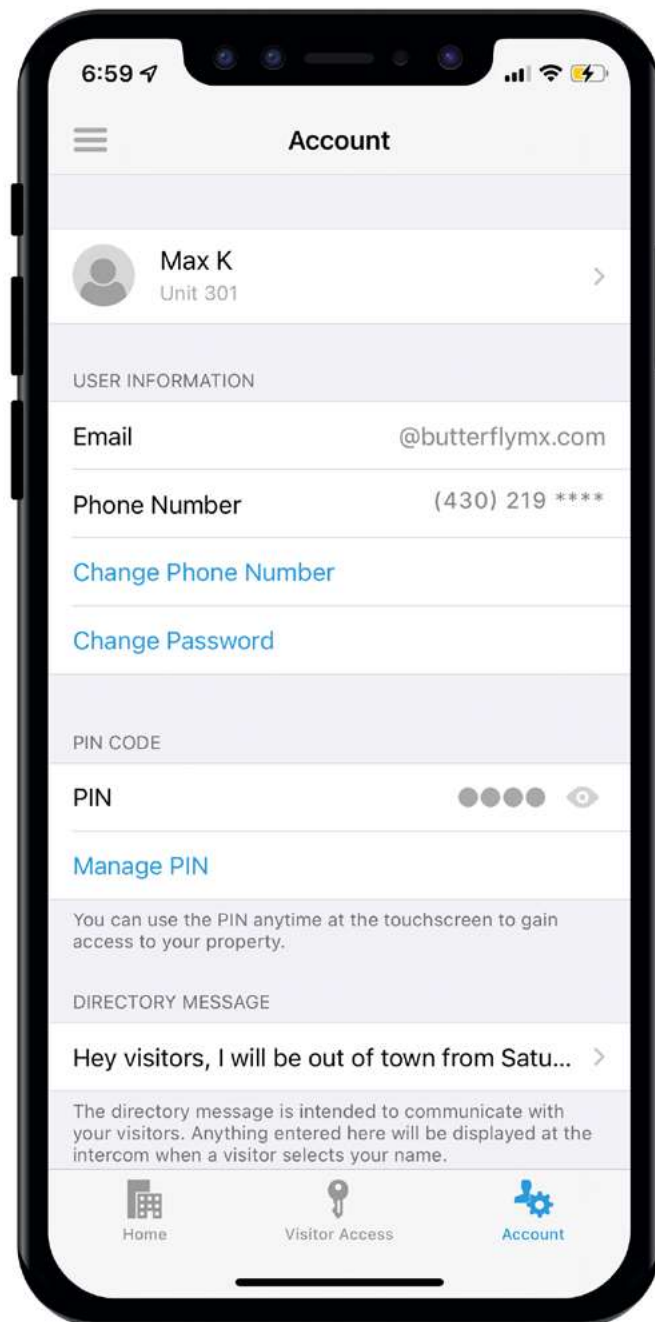 6:59
Account
Max K
Unit 301
USER INFORMATION
Email @butterflymx.com
Phone Number (430) 219 ****
Change Phone Number
Change Password
PIN CODE
PIN
Manage PIN
You can use the PIN anytime at the touchscreen to gain
access to your property.
DIRECTORY MESSAGE
Hey visitors, I will be out of town from Satu...
The directory message is intended to communicate with
your visitors. Anything entered here will be displayed at the
intercom when a visitor selects your name.
Home Visitor Access Account